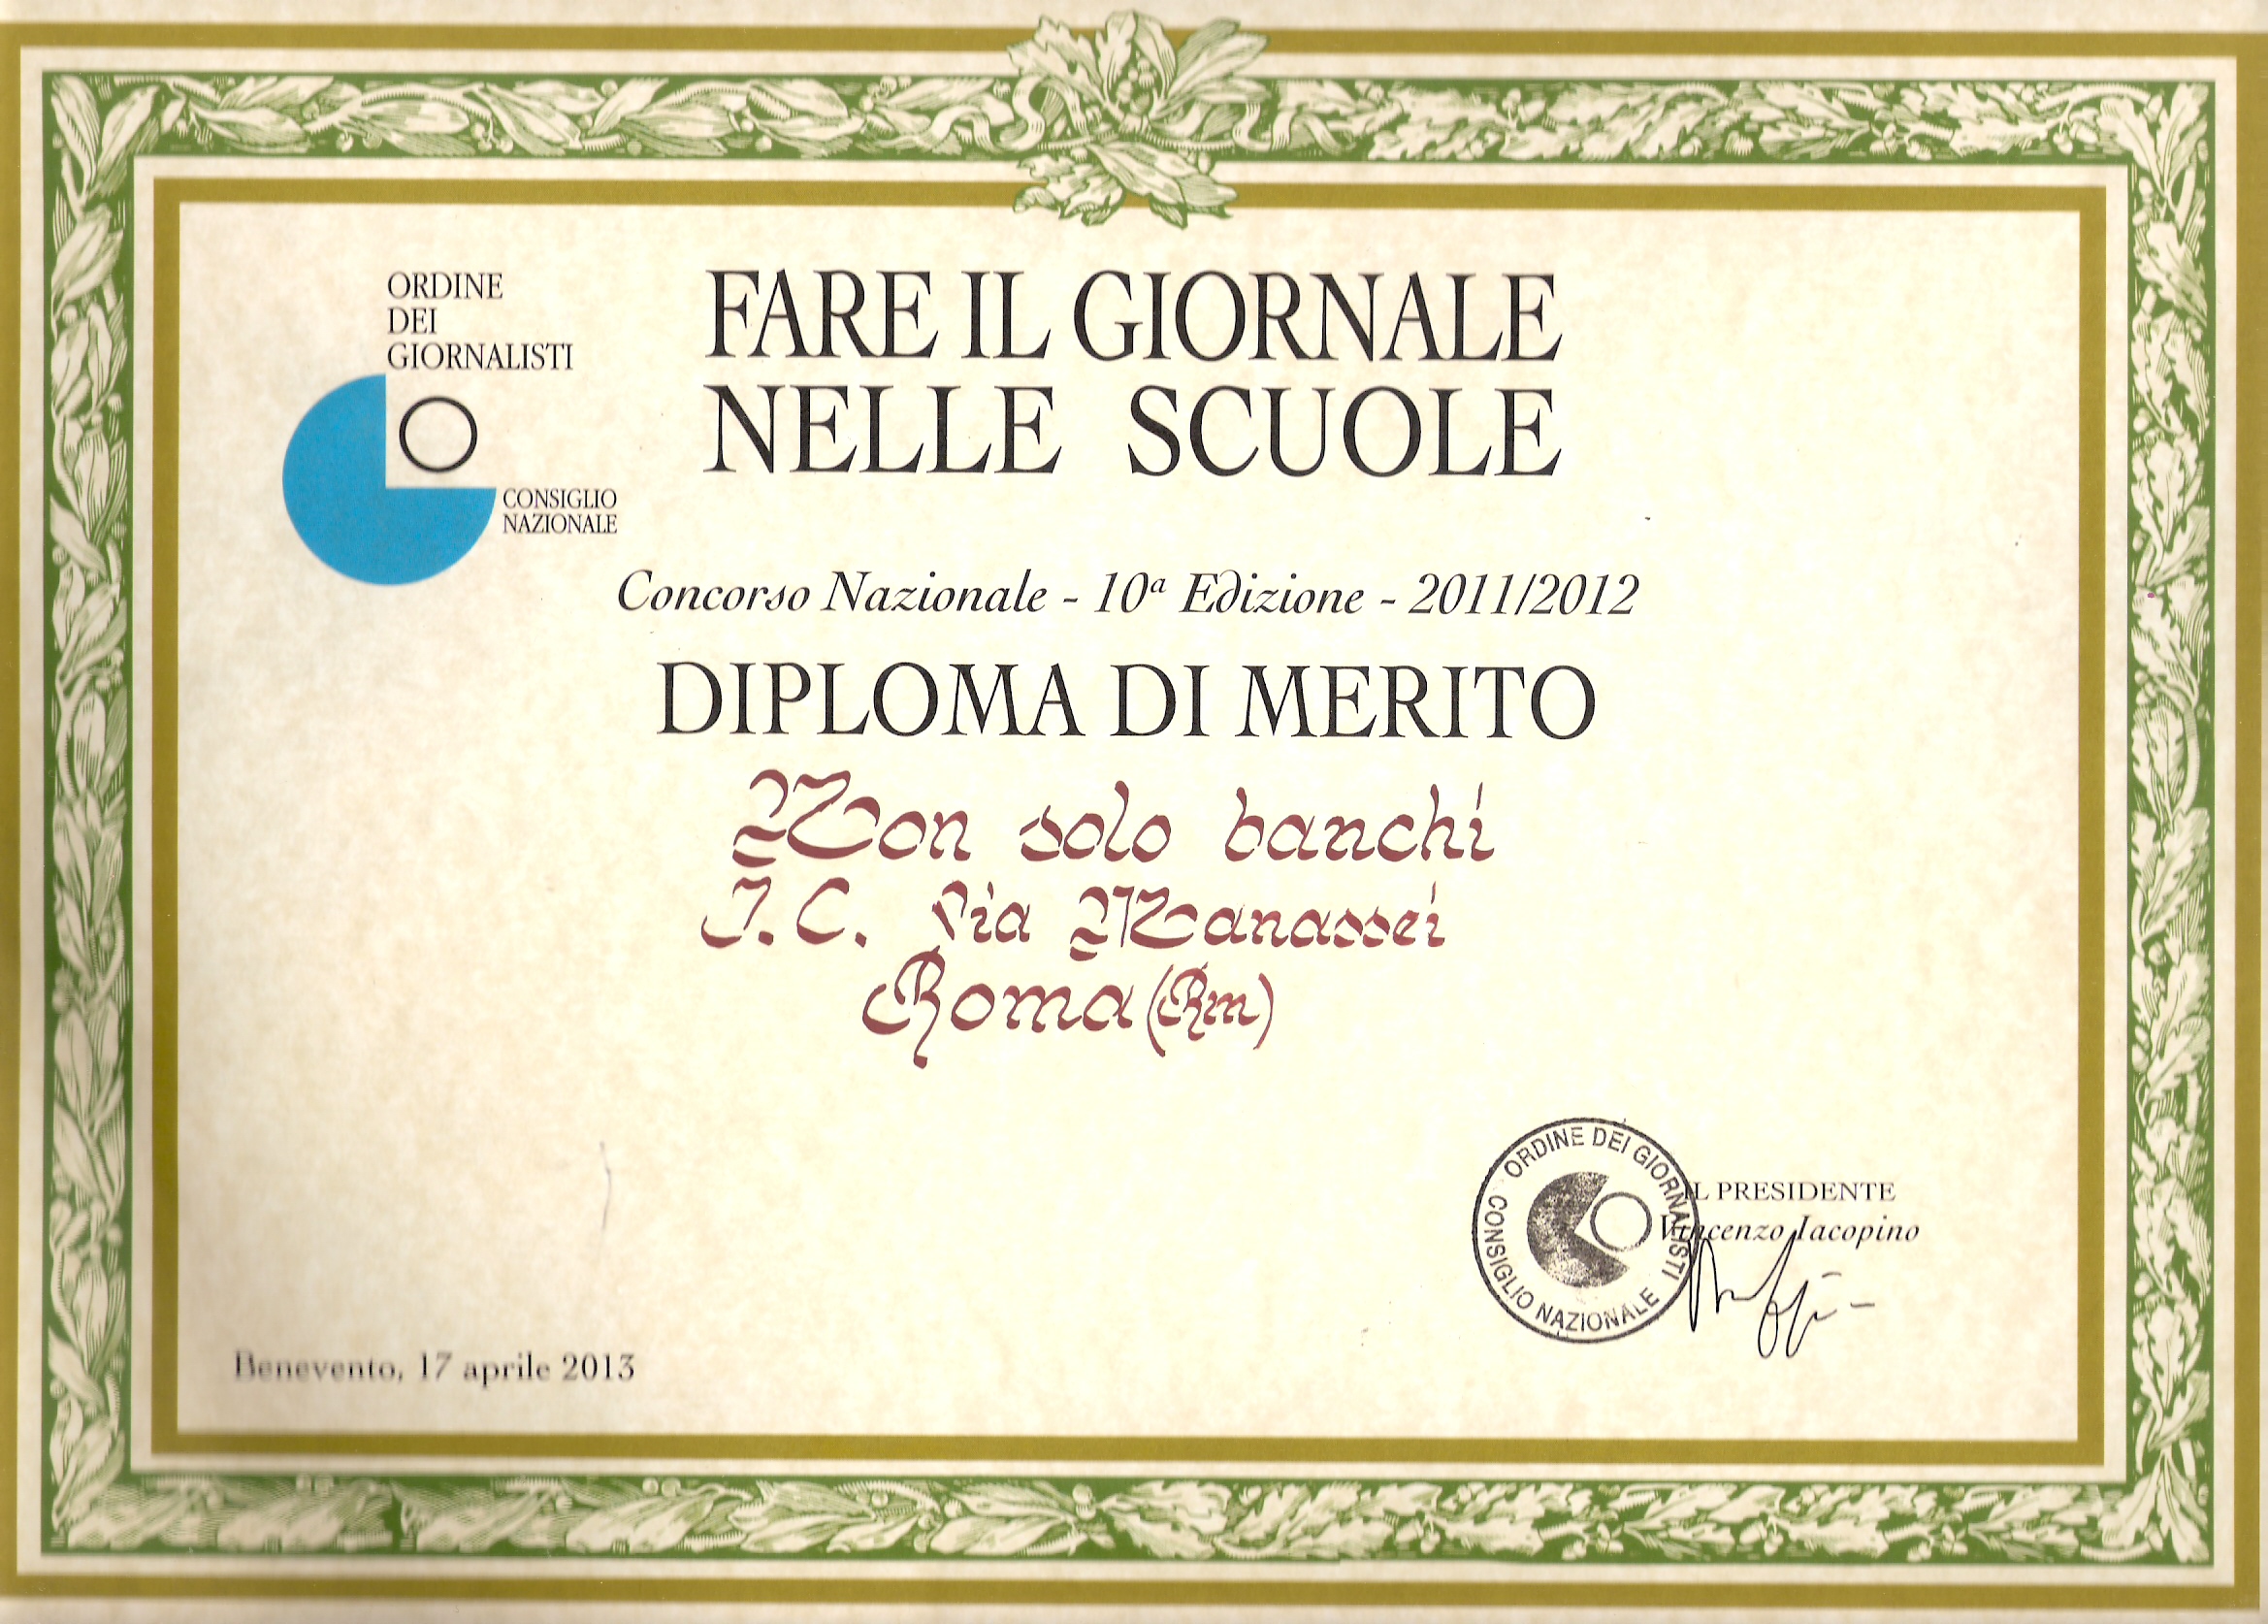 ORDINE
DEI
GIORNALISTI
CONSIGLIO
NAZIONALE
FARE IL GIORNALE
NELLE SCUOLE
Concorso Nazionale - 10ª Edizione - 2011/2012
DIPLOMA DI MERITO
Non solo banchi
I.C. Via Manassei
Roma (Rm)
ORDINE DEI GIORNALISTI
CONSIGLIO NAZIONALE
IL PRESIDENTE
Vincenzo Iacopino
Benevento, 17 aprile 2013